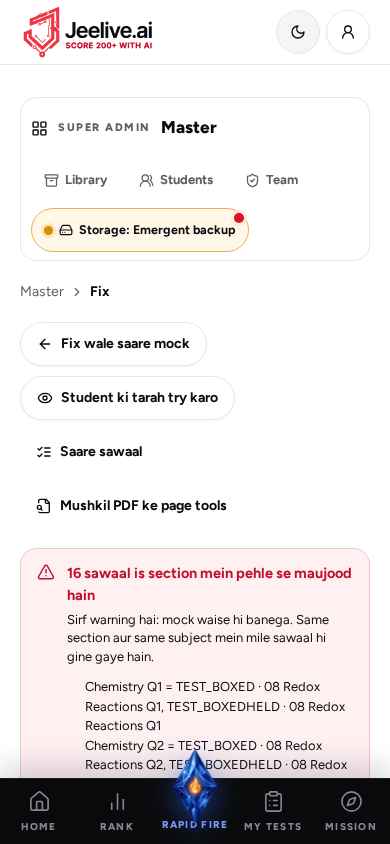 Jeelive.ai
SCORE 200+ WITH AI
SUPER ADMIN Master
Library Students Team
Storage: Emergent backup
Master > Fix
Fix wale saare mock
Student ki tarah try karo
Saare sawaal
Mushkil PDF ke page tools
16 sawaal is section mein pehle se maujood
hain
Sirf warning hai: mock waise hi banega. Same
section aur same subject mein mile sawaal hi
gine gaye hain.
Chemistry Q1 = TEST_BOXED · 08 Redox
Reactions Q1, TEST_BOXEDHELD · 08 Redox
Reactions Q1
Chemistry Q2 = TEST_BOXED · 08 Redox
Reactions Q2, TEST_BOXEDHELD · 08 Redox
HOME RANK RAPID FIRE MY TESTS MISSION